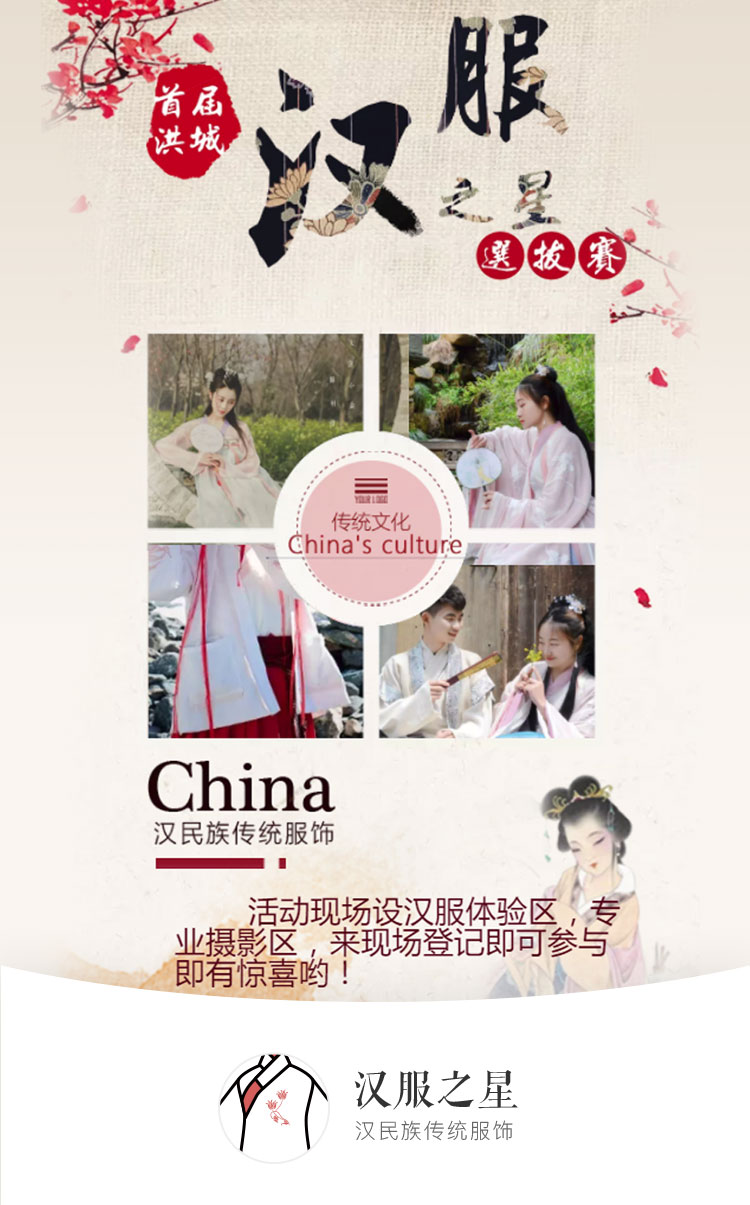 首届
洪城
汉服
之星
選拔賽
YOUR LOGO
传统文化
China's culture
China
汉民族传统服饰
活动现场设汉服体验区，专
业摄影区，来现场登记即可参与
即有惊喜哟！
汉服之星
汉民族传统服饰